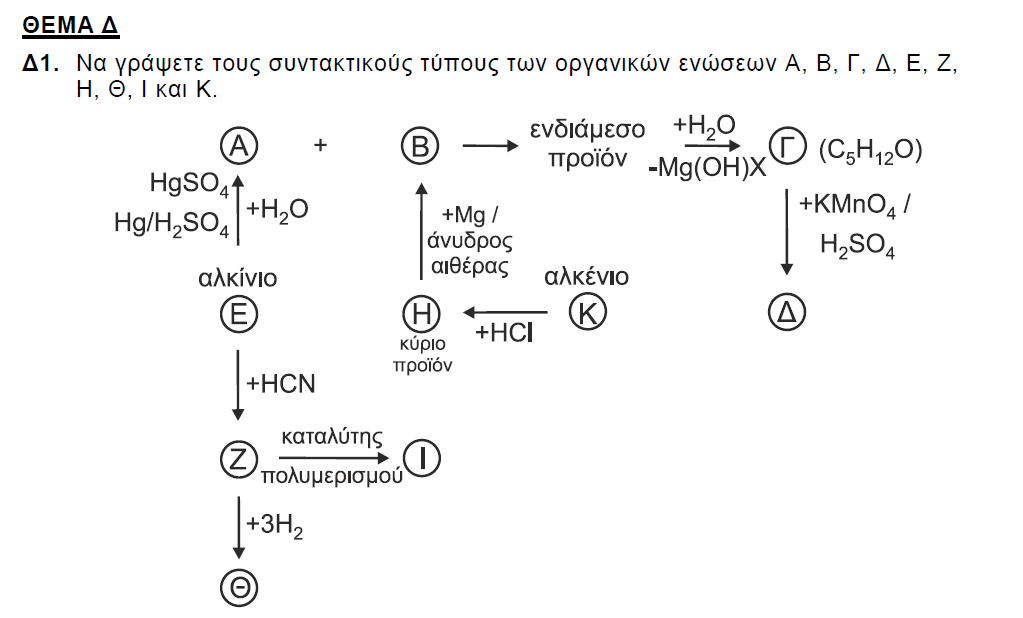 ΘΕΜΑ Δ
Δ1. Να γράψετε τους συντακτικούς τύπους των οργανικών ενώσεων Α, Β, Γ, Δ, Ε, Ζ,
Η, Θ, Ι και Κ.
Α + Β ενδιάμεσο προϊόν +H2O -Mg(OH)X Γ (C5H12O)
HgSO4
Hg/H2SO4 +H2O
+Mg /
άνυδρος
αιθέρας
+KMnO4 /
H2SO4
αλκίνιο
Ε
αλκένιο
Η +HCl Κ
κύριο
προϊόν
Δ
+HCN
Ζ καταλύτης πολυμερισμού Ι
+3H2
Θ